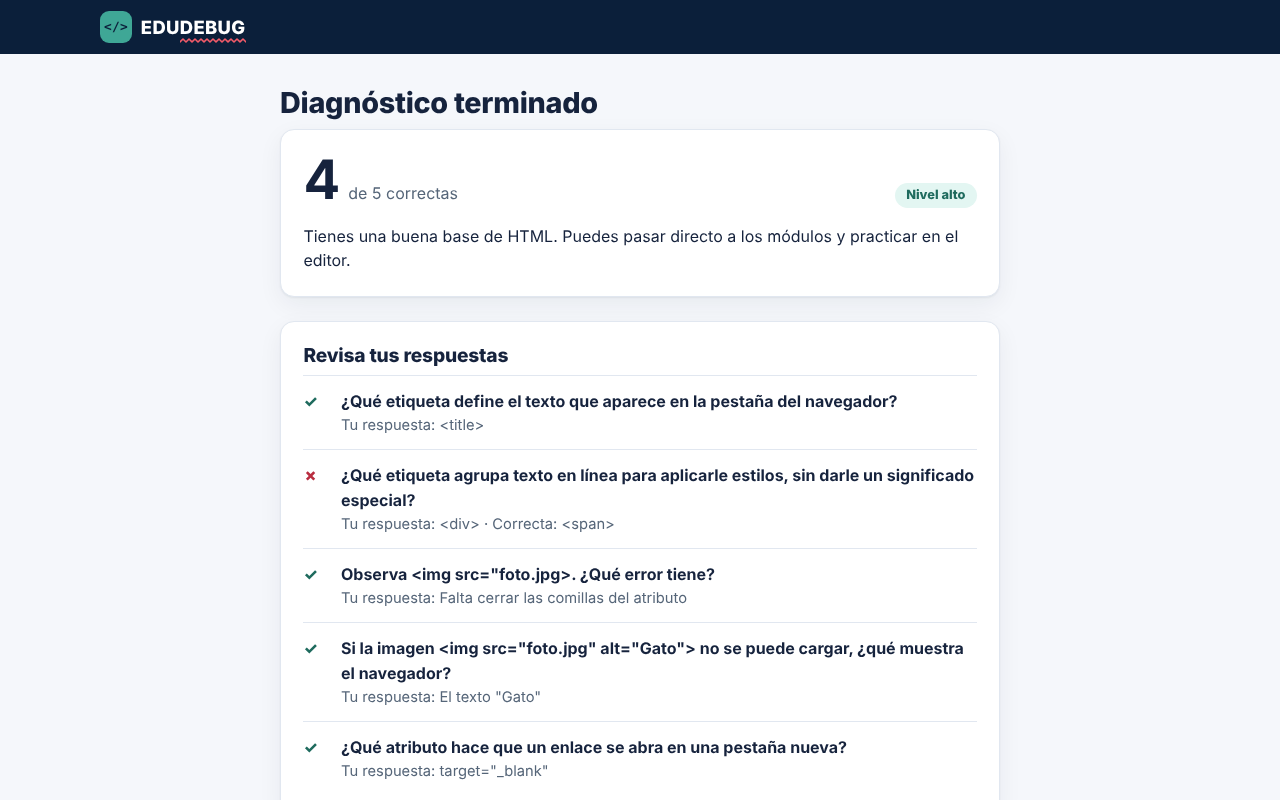 </> EDUDEBUG
Diagnóstico terminado
4 de 5 correctas
Nivel alto
Tienes una buena base de HTML. Puedes pasar directo a los módulos y practicar en el
editor.
Revisa tus respuestas
¿Qué etiqueta define el texto que aparece en la pestaña del navegador?
Tu respuesta: <title>
¿Qué etiqueta agrupa texto en línea para aplicarle estilos, sin darle un significado
especial?
Tu respuesta: <div> · Correcta: <span>
Observa <img src="foto.jpg>. ¿Qué error tiene?
Tu respuesta: Falta cerrar las comillas del atributo
Si la imagen <img src="foto.jpg" alt="Gato"> no se puede cargar, ¿qué muestra
el navegador?
Tu respuesta: El texto "Gato"
¿Qué atributo hace que un enlace se abra en una pestaña nueva?
Tu respuesta: target="_blank"